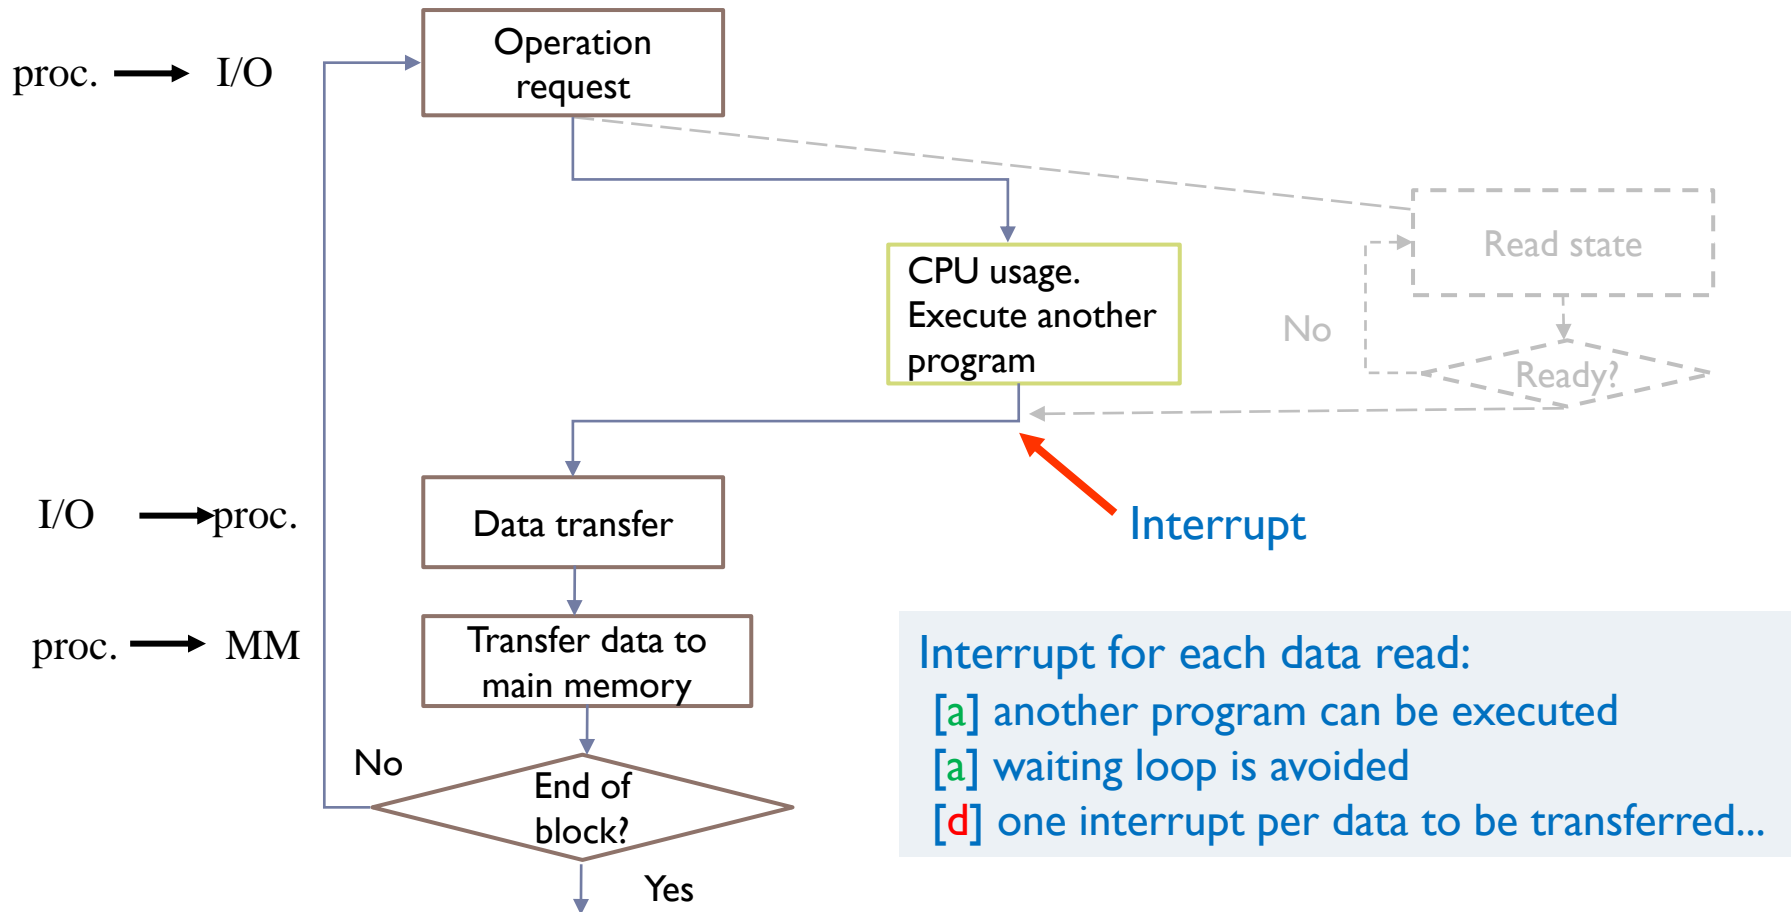 Operation
request
proc. I/O
CPU usage.
Execute another
program
Read state
No
Ready?
I/O proc.
Data transfer
Interrupt
proc. MM
Transfer data to
main memory
No
End of
block?
Yes
Interrupt for each data read:
[a] another program can be executed
[a] waiting loop is avoided
[d] one interrupt per data to be transferred...